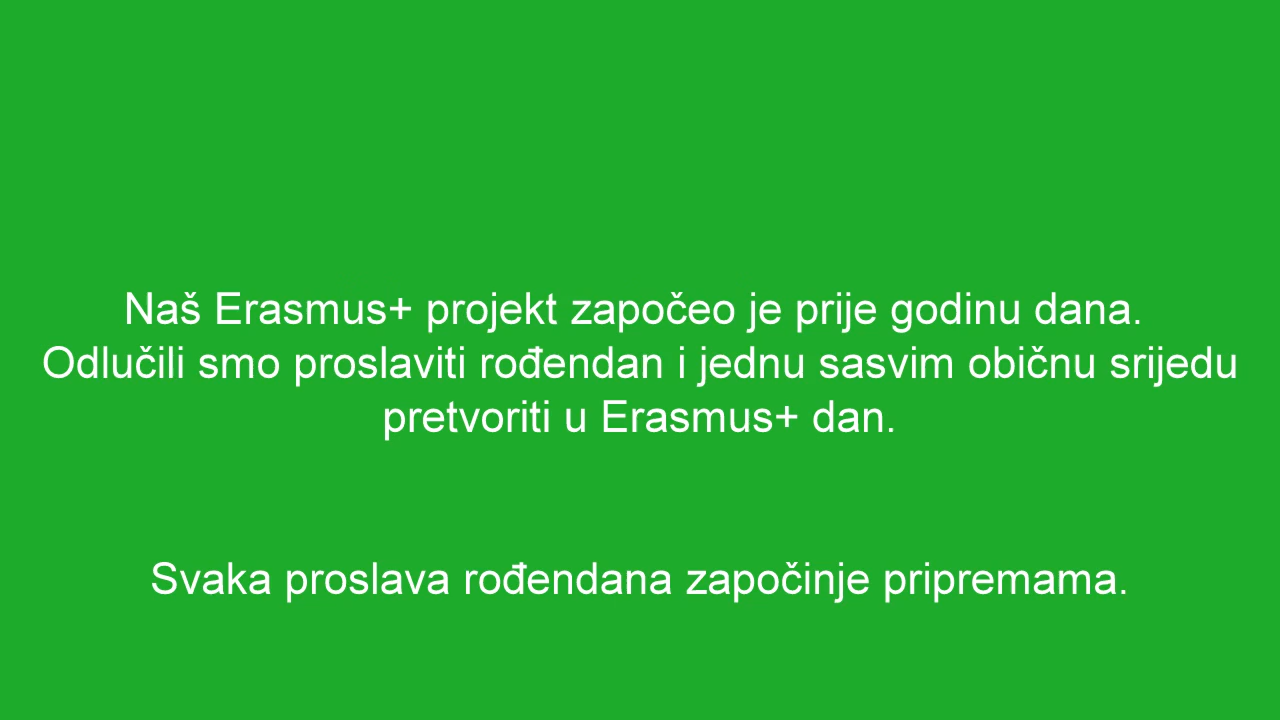 Naš Erasmus+ projekt započeo je prije godinu dana.
Odlučili smo proslaviti rođendan i jednu sasvim običnu srijedu
pretvoriti u Erasmus+ dan.
Svaka proslava rođendana započinje pripremama.